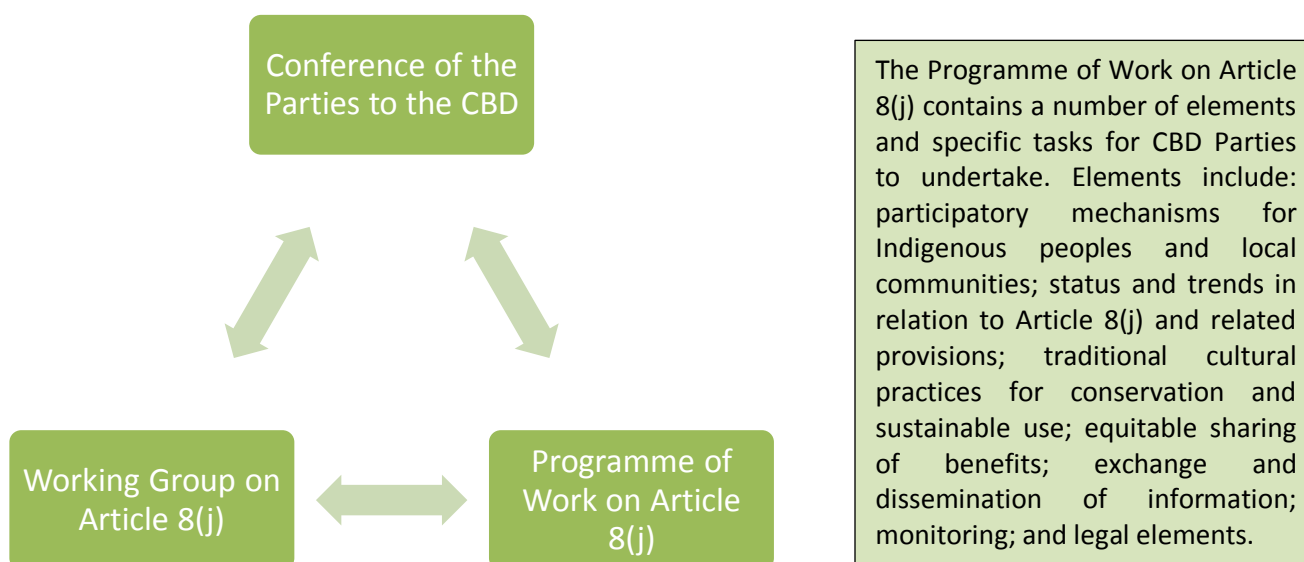 Conference of the
Parties to the CBD
Working Group on
Article 8(j)
Programme of
Work on Article
8(j)
The Programme of Work on Article
8(j) contains a number of elements
and specific tasks for CBD Parties
to undertake. Elements include:
participatory mechanisms for
Indigenous peoples and local
communities; status and trends in
relation to Article 8(j) and related
provisions; traditional cultural
practices for conservation and
sustainable use; equitable sharing
of benefits; exchange and
dissemination of information;
monitoring; and legal elements.